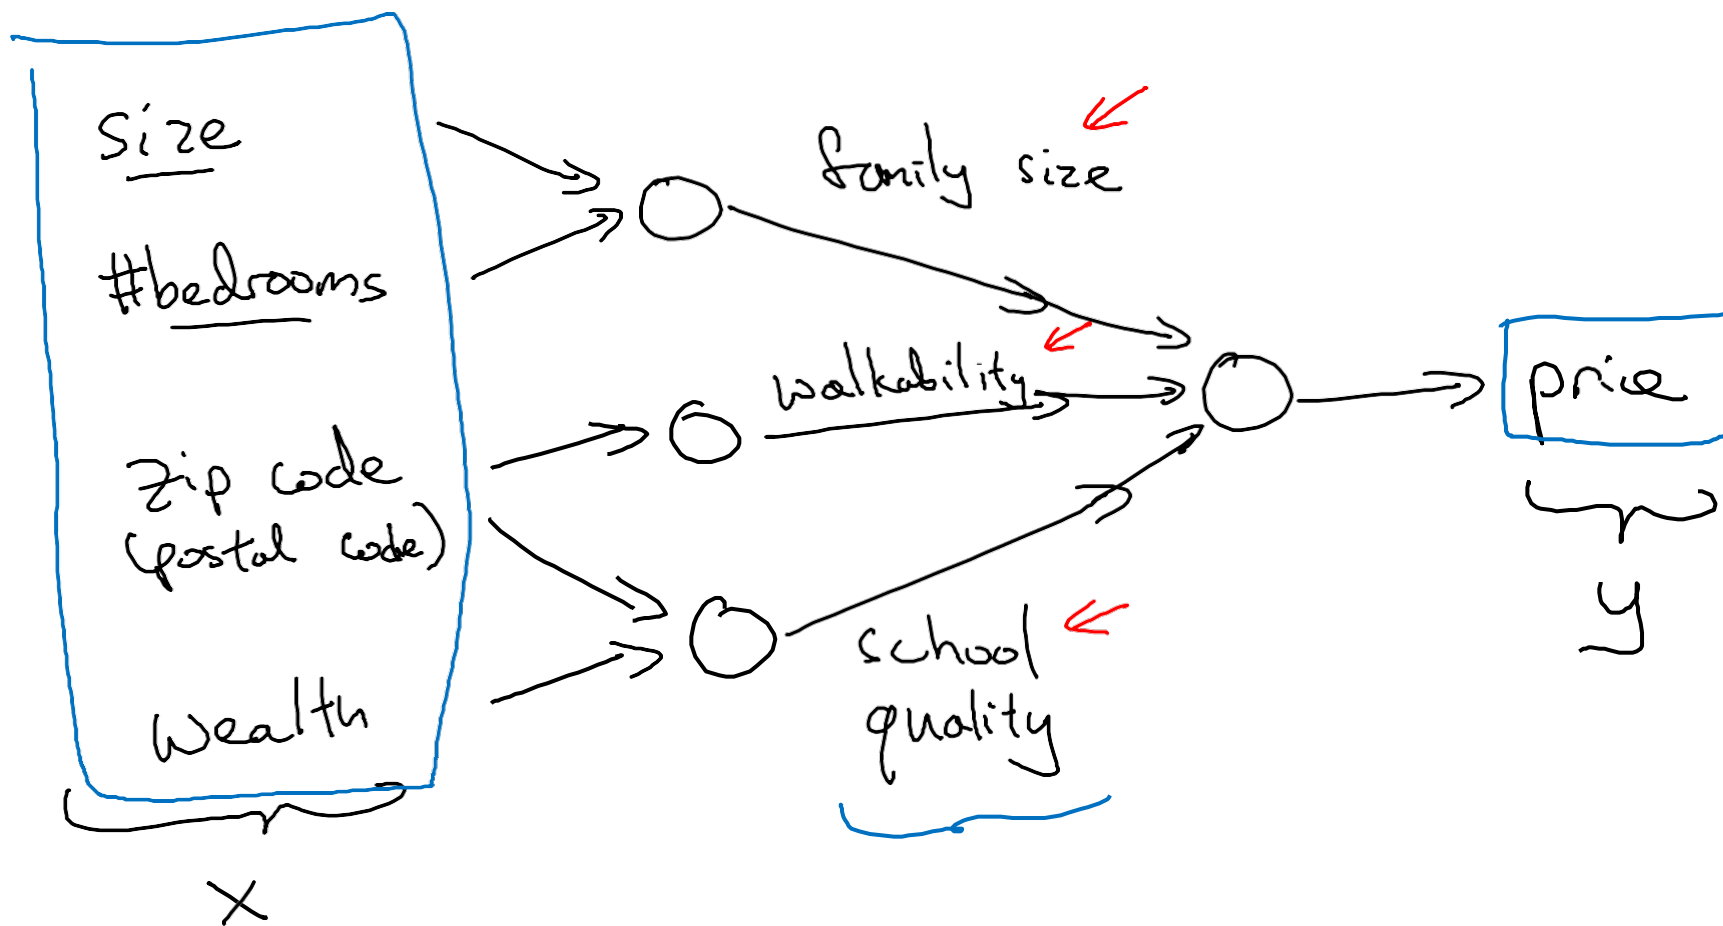 size
#bedrooms
zip code
(postal code)
wealth
x
family size
walkability
school
quality
price
y